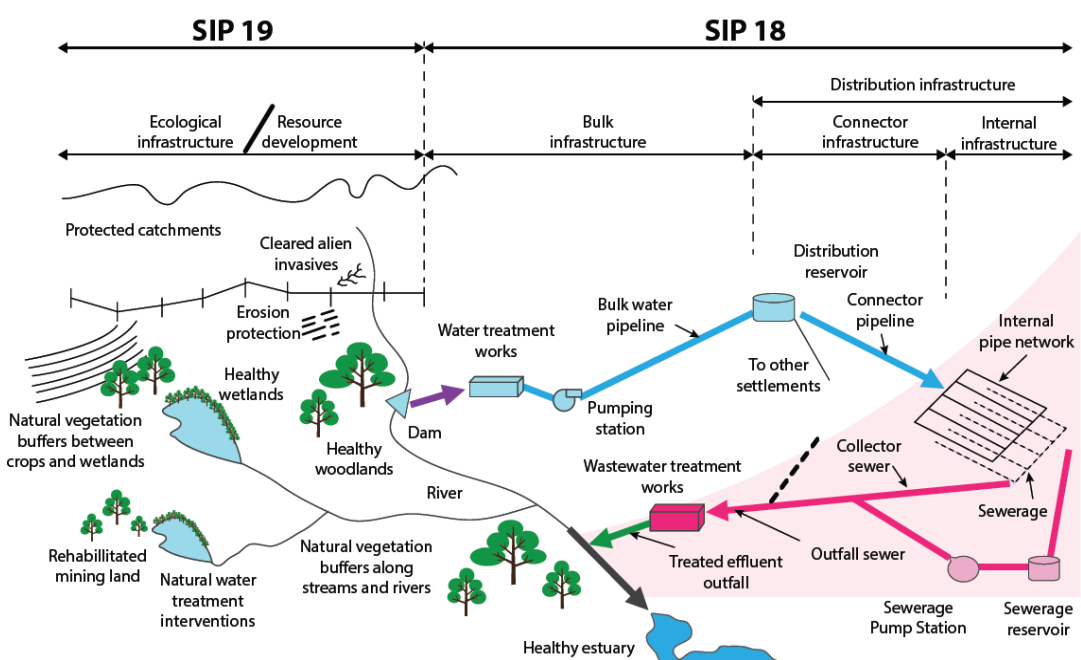 SIP 19
SIP 18
Distribution infrastructure
Ecological
infrastructure
Resource
development
Bulk
infrastructure
Connector
infrastructure
Internal
infrastructure
Protected catchments
Cleared alien
invasives
Erosion
protection
Water treatment
works
Bulk water
pipeline
Distribution
reservoir
Connector
pipeline
Internal
pipe network
To other
settlements
Healthy
wetlands
Natural vegetation
buffers between
crops and wetlands
Healthy
woodlands
Dam
Pumping
station
Collector
sewer
Wastewater treatment
works
River
Sewerage
Rehabillitated
mining land
Natural water
treatment
interventions
Natural vegetation
buffers along
streams and rivers
Treated effluent
outfall
Outfall sewer
Sewerage
Pump Station
Sewerage
reservoir
Healthy estuary